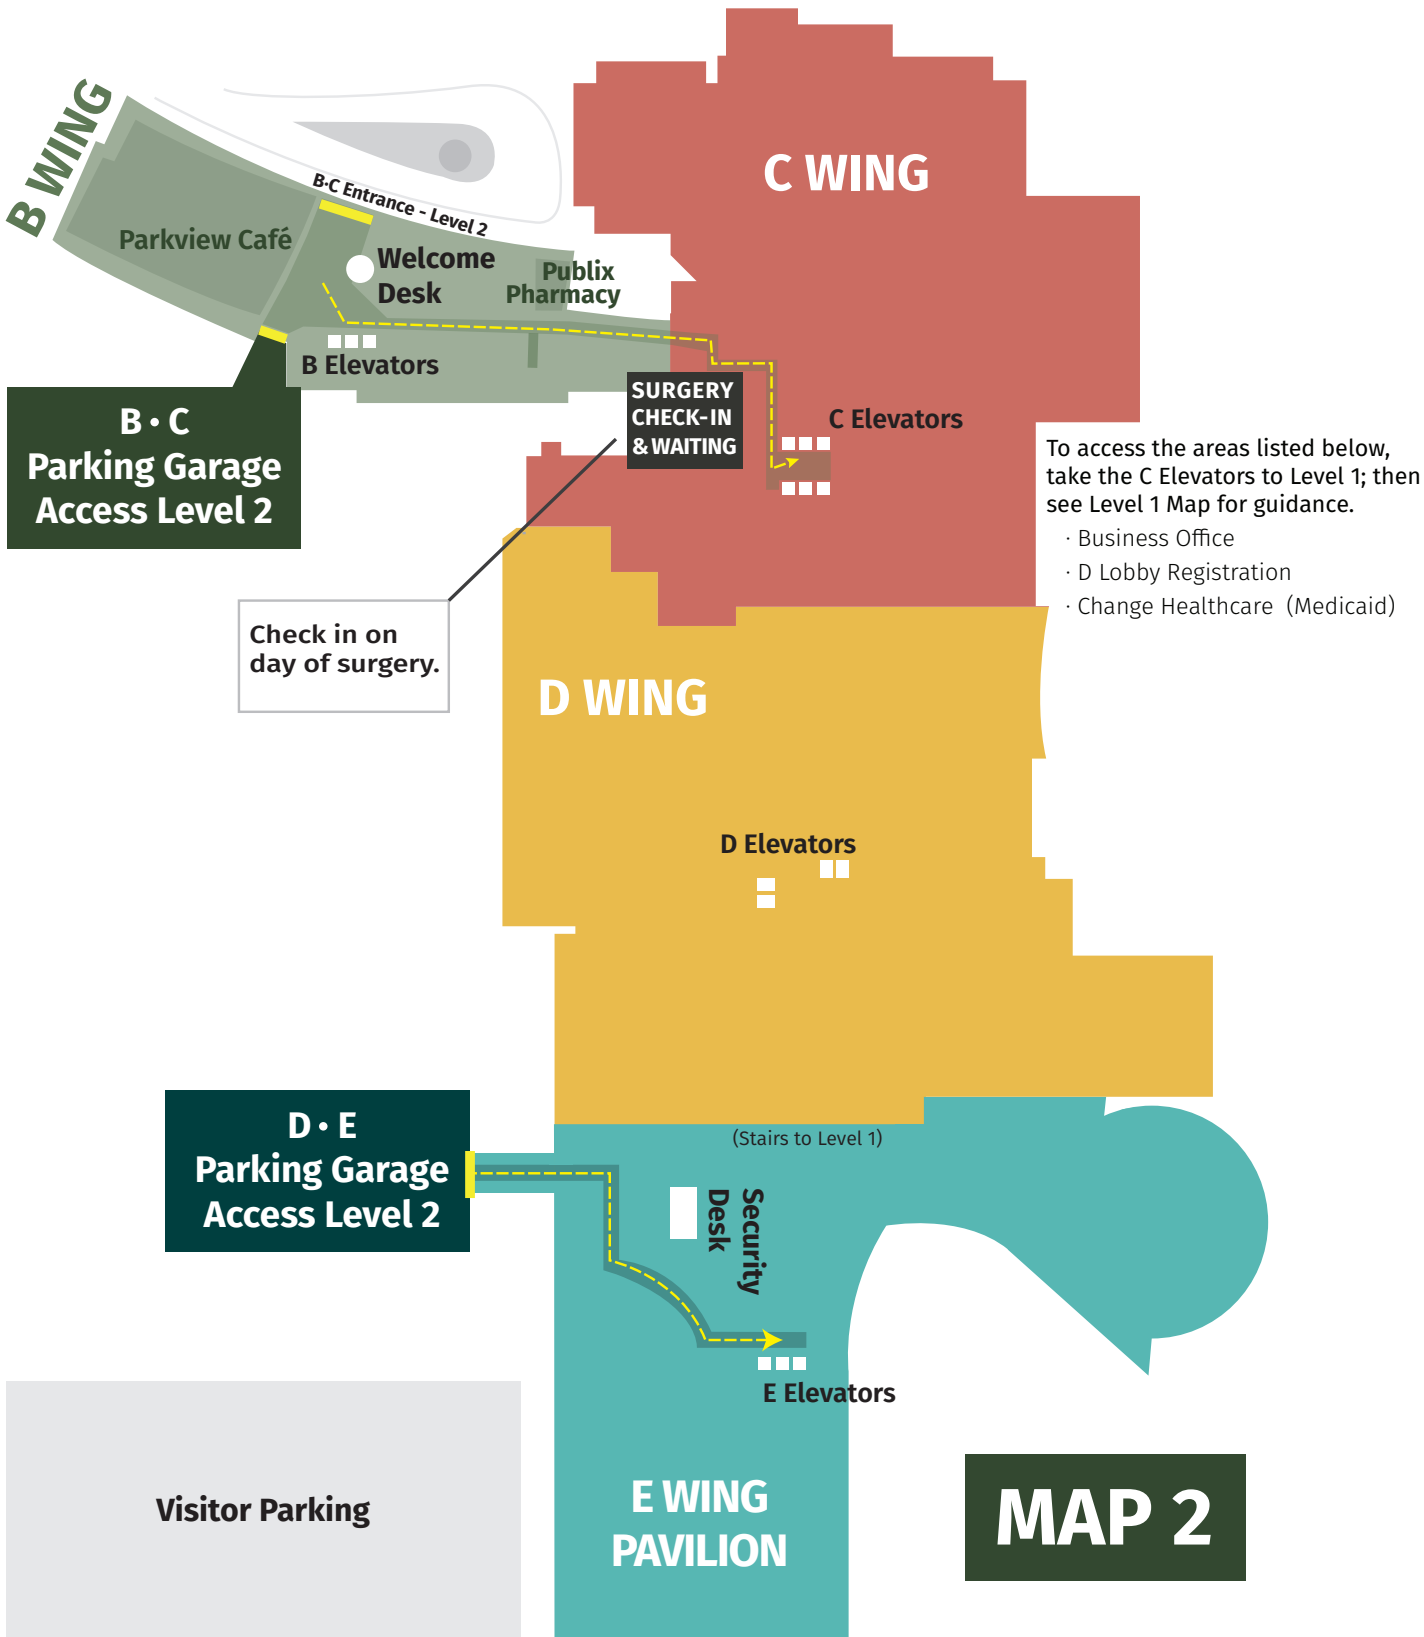 B WING
C WING
B·C Entrance - Level 2
Parkview Café
Welcome
Desk
Publix
Pharmacy
B Elevators
SURGERY
CHECK-IN
& WAITING
C Elevators
B · C
Parking Garage
Access Level 2
To access the areas listed below,
take the C Elevators to Level 1; then
see Level 1 Map for guidance.
· Business Office
· D Lobby Registration
· Change Healthcare (Medicaid)
Check in on
day of surgery.
D WING
D Elevators
D · E
Parking Garage
Access Level 2
(Stairs to Level 1)
Security
Desk
E Elevators
E WING
PAVILION
Visitor Parking
MAP 2